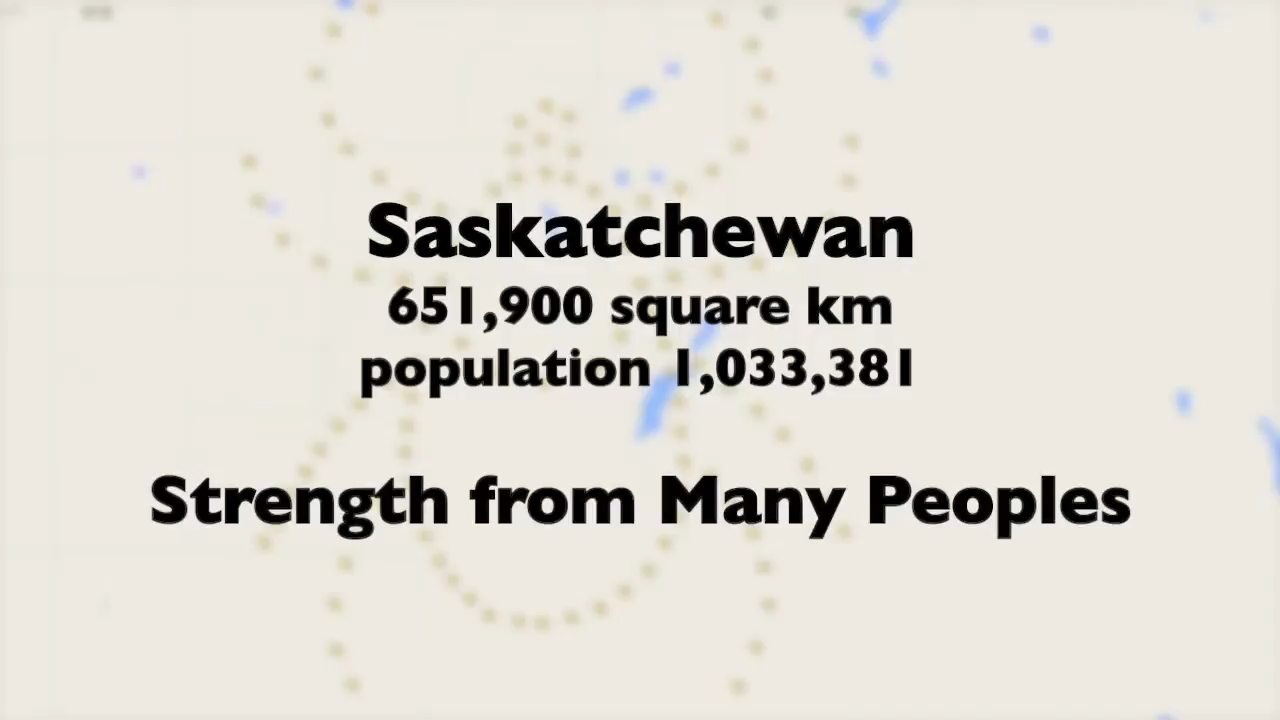 Saskatchewan
651,900 square km
population 1,033,381
Strength from Many Peoples